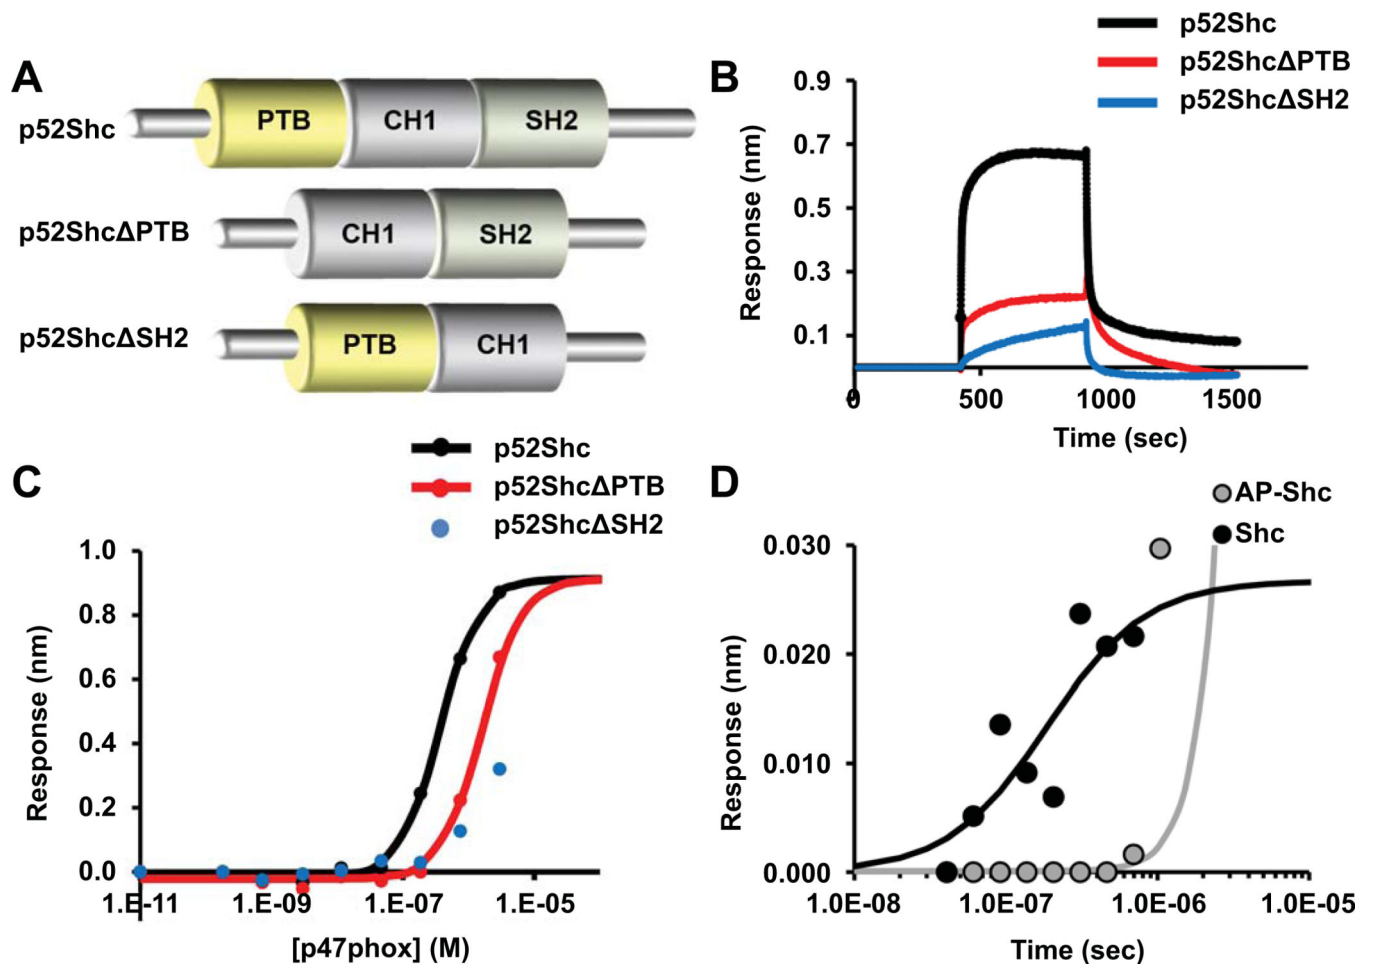 A
p52Shc
PTB CH1 SH2
p52ShcΔPTB
CH1 SH2
p52ShcΔSH2
PTB CH1
B
p52Shc
p52ShcΔPTB
p52ShcΔSH2
Response (nm)
0.9
0.7
0.5
0.3
0.1
0 500 1000 1500
Time (sec)
C
p52Shc
p52ShcΔPTB
p52ShcΔSH2
Response (nm)
1.0
0.8
0.6
0.4
0.2
0.0
1.E-11 1.E-09 1.E-07 1.E-05
[p47phox] (M)
D
AP-Shc
Shc
Response (nm)
0.030
0.020
0.010
0.000
1.0E-08 1.0E-07 1.0E-06 1.0E-05
Time (sec)